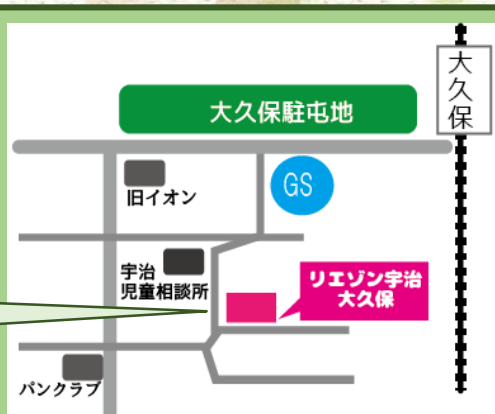 大久保
大久保駐屯地
GS
旧イオン
宇治
児童相談所
リエゾン宇治
大久保
パンクラブ